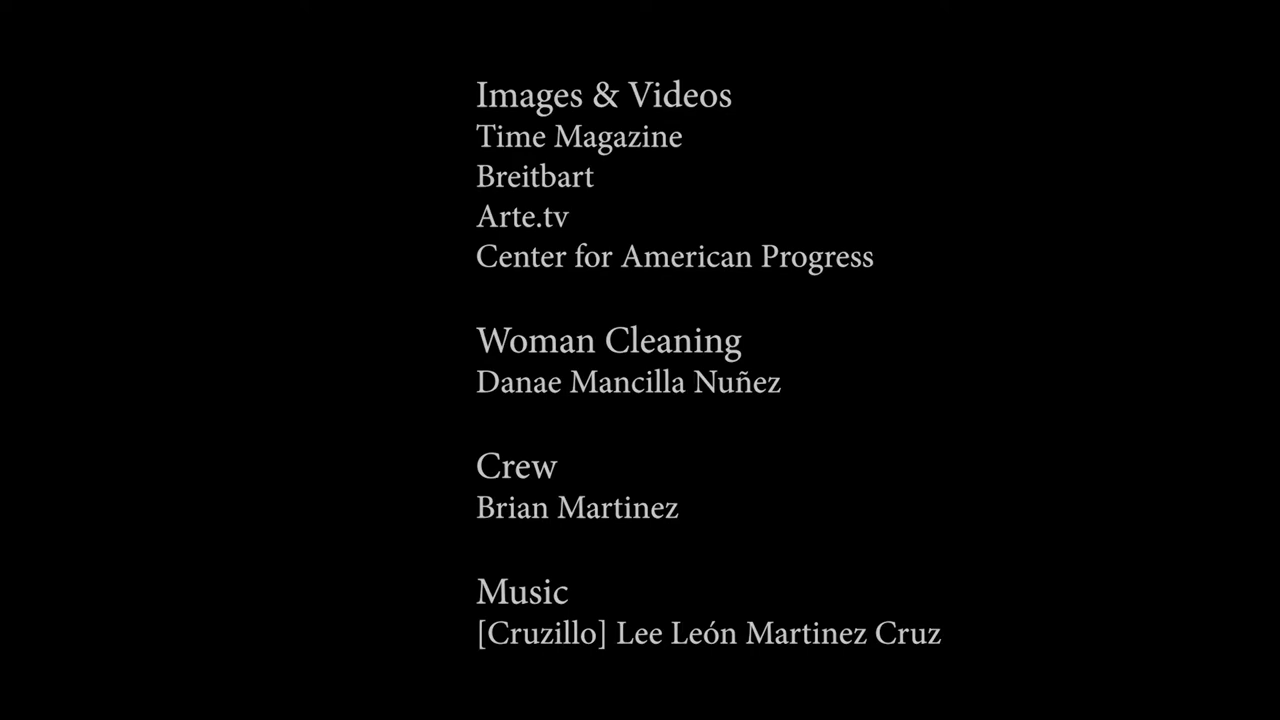 Images & Videos
Time Magazine
Breitbart
Arte.tv
Center for American Progress
Woman Cleaning
Danae Mancilla Nuñez
Crew
Brian Martinez
Music
[Cruzillo] Lee León Martinez Cruz